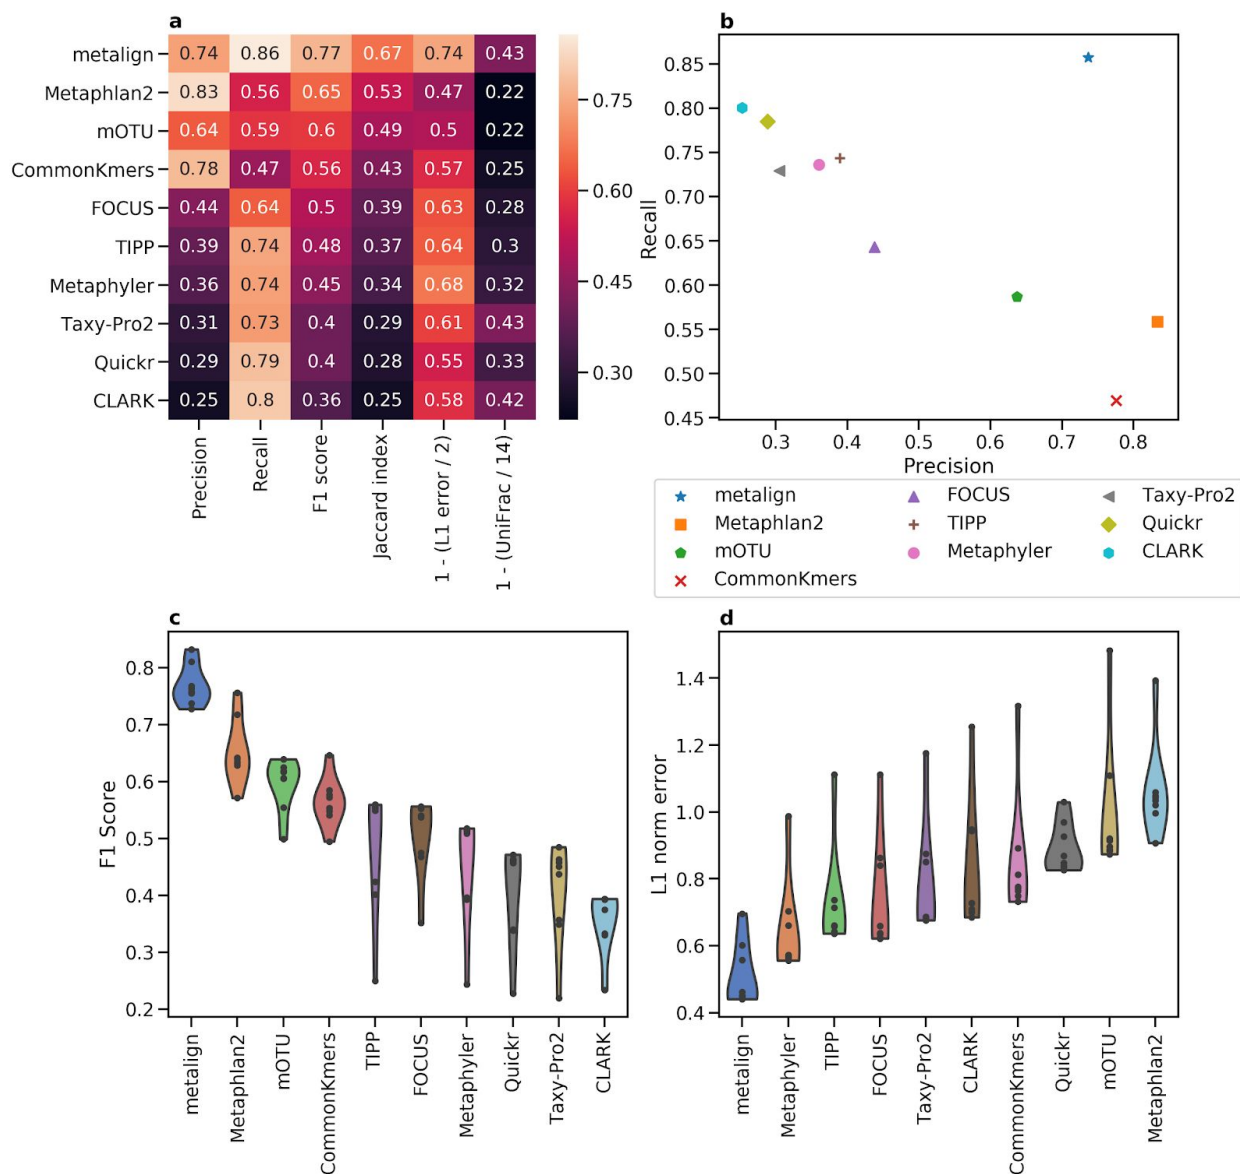 a
metalign 0.74 0.86 0.77 0.67 0.74 0.43
Metaphlan2 0.83 0.56 0.65 0.53 0.47 0.22
mOTU 0.64 0.59 0.6 0.49 0.5 0.22
CommonKmers 0.78 0.47 0.56 0.43 0.57 0.25
FOCUS 0.44 0.64 0.5 0.39 0.63 0.28
TIPP 0.39 0.74 0.48 0.37 0.64 0.3
Metaphyler 0.36 0.74 0.45 0.34 0.68 0.32
Taxy-Pro2 0.31 0.73 0.4 0.29 0.61 0.43
Quickr 0.29 0.79 0.4 0.28 0.55 0.33
CLARK 0.25 0.8 0.36 0.25 0.58 0.42
Precision
Recall
F1 score
Jaccard index
1 - (L1 error / 2)
1 - (UniFrac / 14)
0.75
0.60
0.45
0.30
b
Recall
0.85
0.80
0.75
0.70
0.65
0.60
0.55
0.50
0.45
0.3 0.4 0.5 0.6 0.7 0.8
Precision
metalign FOCUS Taxy-Pro2
Metaphlan2 TIPP Quickr
mOTU Metaphyler CLARK
CommonKmers
c
F1 Score
0.8
0.7
0.6
0.5
0.4
0.3
0.2
metalign
Metaphlan2
mOTU
CommonKmers
TIPP
FOCUS
Metaphyler
Quickr
Taxy-Pro2
CLARK
d
L1 norm error
1.4
1.2
1.0
0.8
0.6
0.4
metalign
Metaphyler
TIPP
FOCUS
Taxy-Pro2
CLARK
CommonKmers
Quickr
mOTU
Metaphlan2